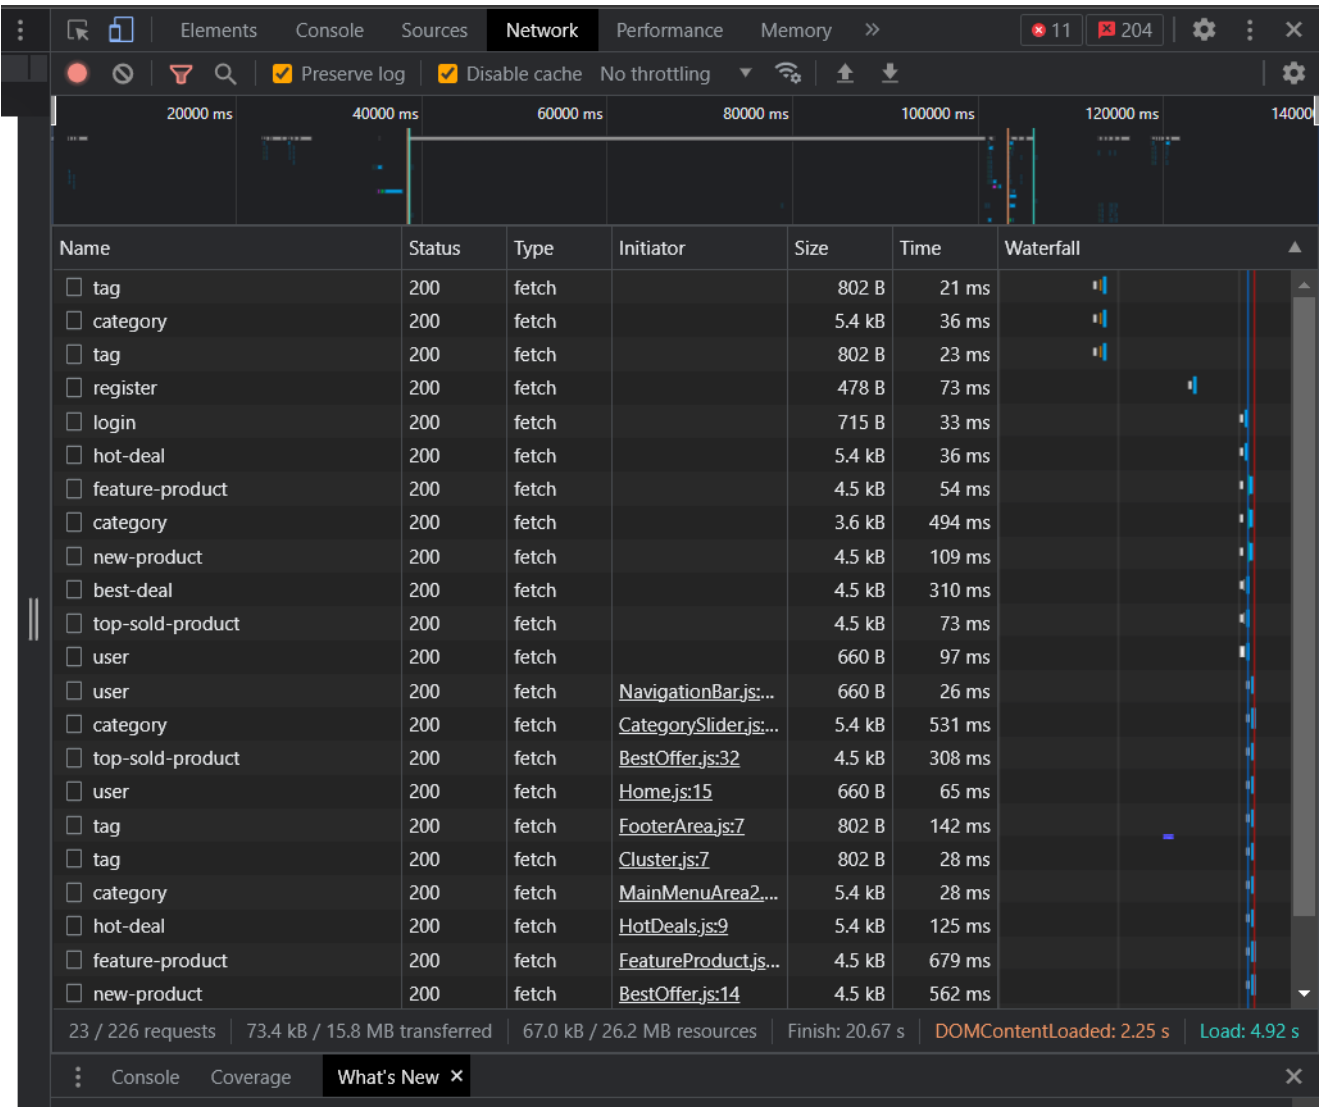 Elements Console Sources Network Performance Memory » 11 204
Preserve log Disable cache No throttling
20000 ms 40000 ms 60000 ms 80000 ms 100000 ms 120000 ms 14000
Name Status Type Initiator Size Time Waterfall
tag 200 fetch 802 B 21 ms
category 200 fetch 5.4 kB 36 ms
tag 200 fetch 802 B 23 ms
register 200 fetch 478 B 73 ms
login 200 fetch 715 B 33 ms
hot-deal 200 fetch 5.4 kB 36 ms
feature-product 200 fetch 4.5 kB 54 ms
category 200 fetch 3.6 kB 494 ms
new-product 200 fetch 4.5 kB 109 ms
best-deal 200 fetch 4.5 kB 310 ms
top-sold-product 200 fetch 4.5 kB 73 ms
user 200 fetch 660 B 97 ms
user 200 fetch NavigationBar.js:... 660 B 26 ms
category 200 fetch CategorySlider.js:... 5.4 kB 531 ms
top-sold-product 200 fetch BestOffer.js:32 4.5 kB 308 ms
user 200 fetch Home.js:15 660 B 65 ms
tag 200 fetch FooterArea.js:7 802 B 142 ms
tag 200 fetch Cluster.js:7 802 B 28 ms
category 200 fetch MainMenuArea2.... 5.4 kB 28 ms
hot-deal 200 fetch HotDeals.js:9 5.4 kB 125 ms
feature-product 200 fetch FeatureProduct.js... 4.5 kB 679 ms
new-product 200 fetch BestOffer.js:14 4.5 kB 562 ms
23 / 226 requests 73.4 kB / 15.8 MB transferred 67.0 kB / 26.2 MB resources Finish: 20.67 s DOMContentLoaded: 2.25 s Load: 4.92 s
Console Coverage What's New ×